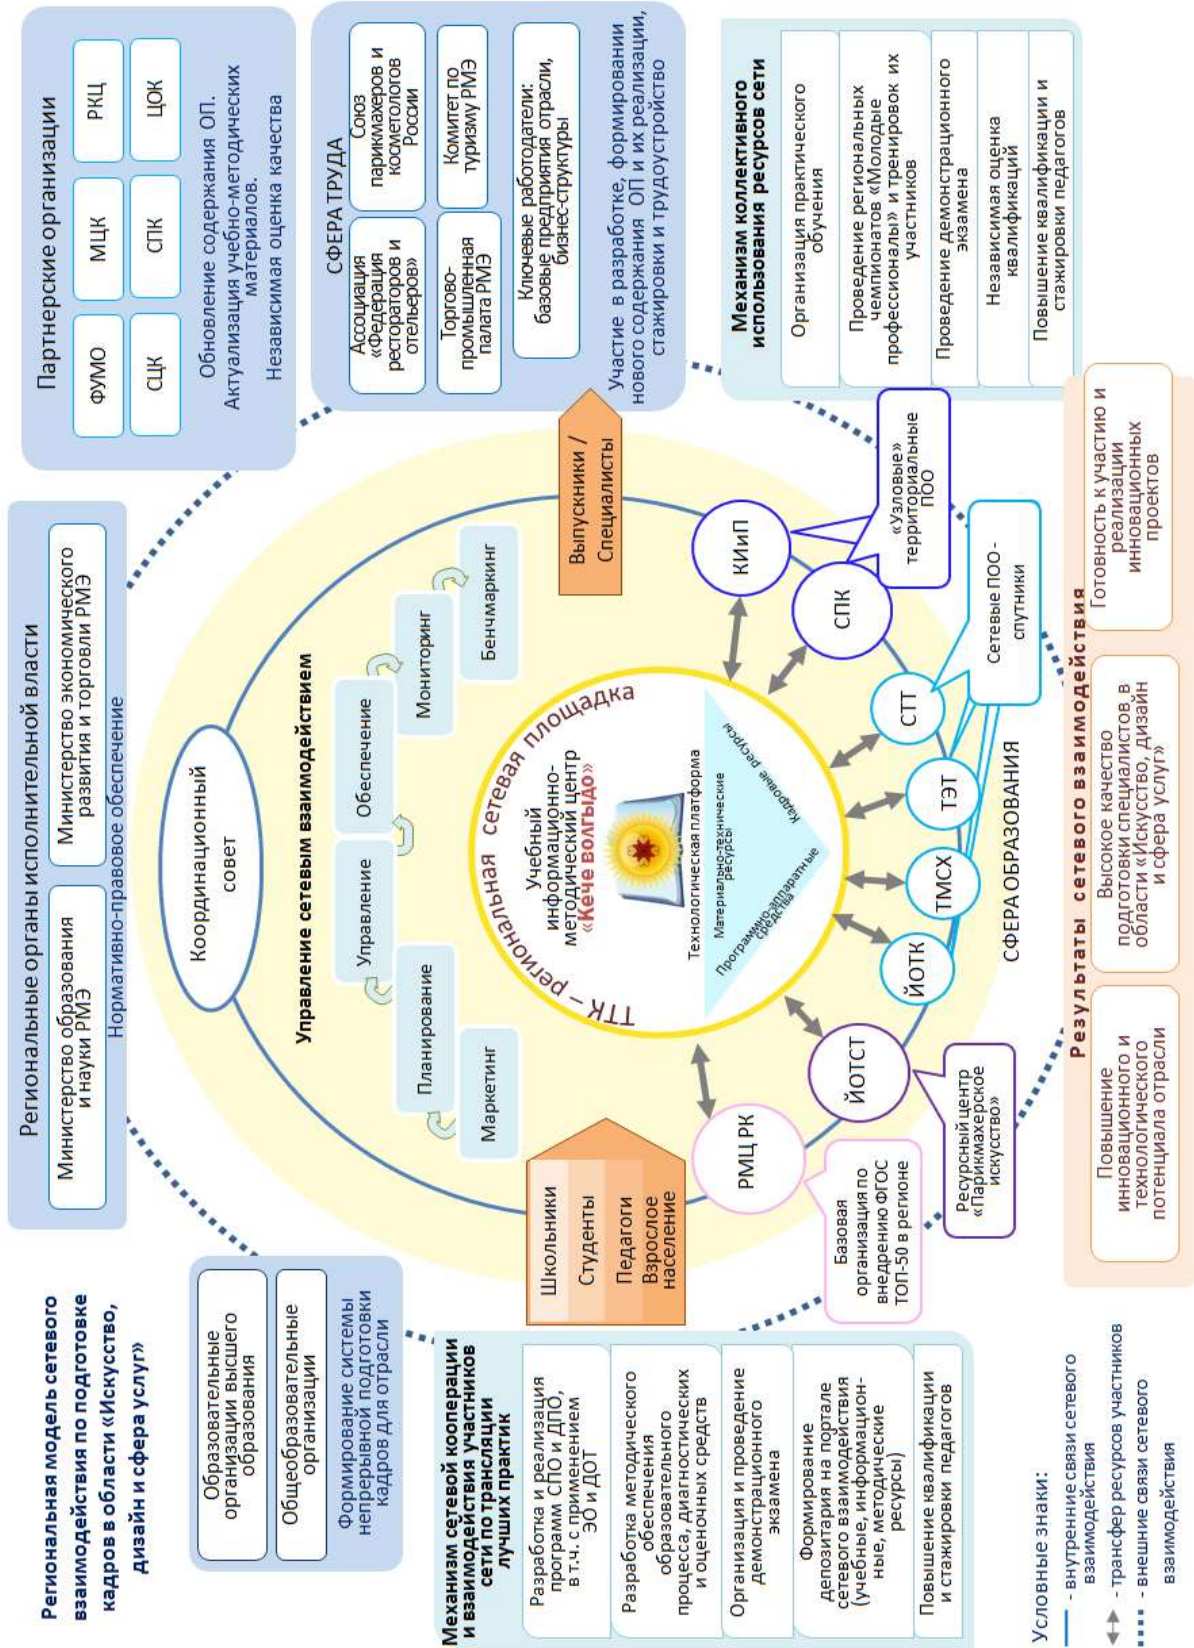 Региональная модель сетевого
взаимодействия по подготовке
кадров в области «Искусство,
дизайн и сфера услуг»
Региональные органы исполнительной власти
Министерство образования
и науки РМЭ
Министерство экономического
развития и торговли РМЭ
Нормативно-правовое обеспечение
Партнерские организации
ФУМО
МЦК
РКЦ
СЦК
СПК
ЦОК
Обновление содержания ОП.
Актуализация учебно-методических
материалов.
Независимая оценка качества
Образовательные
организации высшего
образования
Общеобразовательные
организации
Формирование системы
непрерывной подготовки
кадров для отрасли
Координационный
совет
Управление сетевым взаимодействием
Маркетинг
Планирование
Управление
Обеспечение
Мониторинг
Бенчмаркинг
СФЕРА ТРУДА
Ассоциация
«Федерация
рестораторов и
отельеров»
Союз
парикмахеров и
косметологов
России
Торгово-
промышленная
палата РМЭ
Комитет по
туризму РМЭ
Ключевые работодатели:
базовые предприятия отрасли,
бизнес-структуры
Участие в разработке, формировании
нового содержания ОП и их реализации,
стажировки и трудоустройство
Механизм сетевой кооперации
и взаимодействия участников
сети по трансляции
лучших практик
Разработка и реализация
программ СПО и ДПО,
в т.ч. с применением
ЭО и ДОТ
Разработка методического
обеспечения
образовательного
процесса, диагностических
и оценочных средств
Организация и проведение
демонстрационного
экзамена
Формирование
депозитария на портале
сетевого взаимодействия
(учебные, информацион-
ные, методические
ресурсы)
Повышение квалификации
и стажировки педагогов
Школьники
Студенты
Педагоги
Взрослое
население
ТТК – региональная сетевая площадка
Учебный
информационно-
методический центр
«Кече волгыдо»
Технологическая платформа
Материально-технические
ресурсы
Программно-аппаратные
средства
Кадровые ресурсы
Выпускники /
Специалисты
РМЦ РК
ЙОТСТ
ЙОТК
ТМСХ
ТЭТ
СТТ
СПК
КИиП
Базовая
организация по
внедрению ФГОС
ТОП-50 в регионе
Ресурсный центр
«Парикмахерское
искусство»
СФЕРА ОБРАЗОВАНИЯ
Сетевые ПОО -
спутники
«Узловые»
территориальные
ПОО
Механизм коллективного
использования ресурсов сети
Организация практического
обучения
Проведение региональных
чемпионатов «Молодые
профессионалы» и тренировок их
участников
Проведение демонстрационного
экзамена
Независимая оценка
квалификаций
Повышение квалификации и
стажировки педагогов
Результаты сетевого взаимодействия
Повышение
инновационного и
технологического
потенциала отрасли
Высокое качество
подготовки специалистов в
области «Искусство, дизайн
и сфера услуг»
Готовность к участию и
реализации
инновационных
проектов
Условные знаки:
- внутренние связи сетевого
взаимодействия
- трансфер ресурсов участников
- внешние связи сетевого
взаимодействия